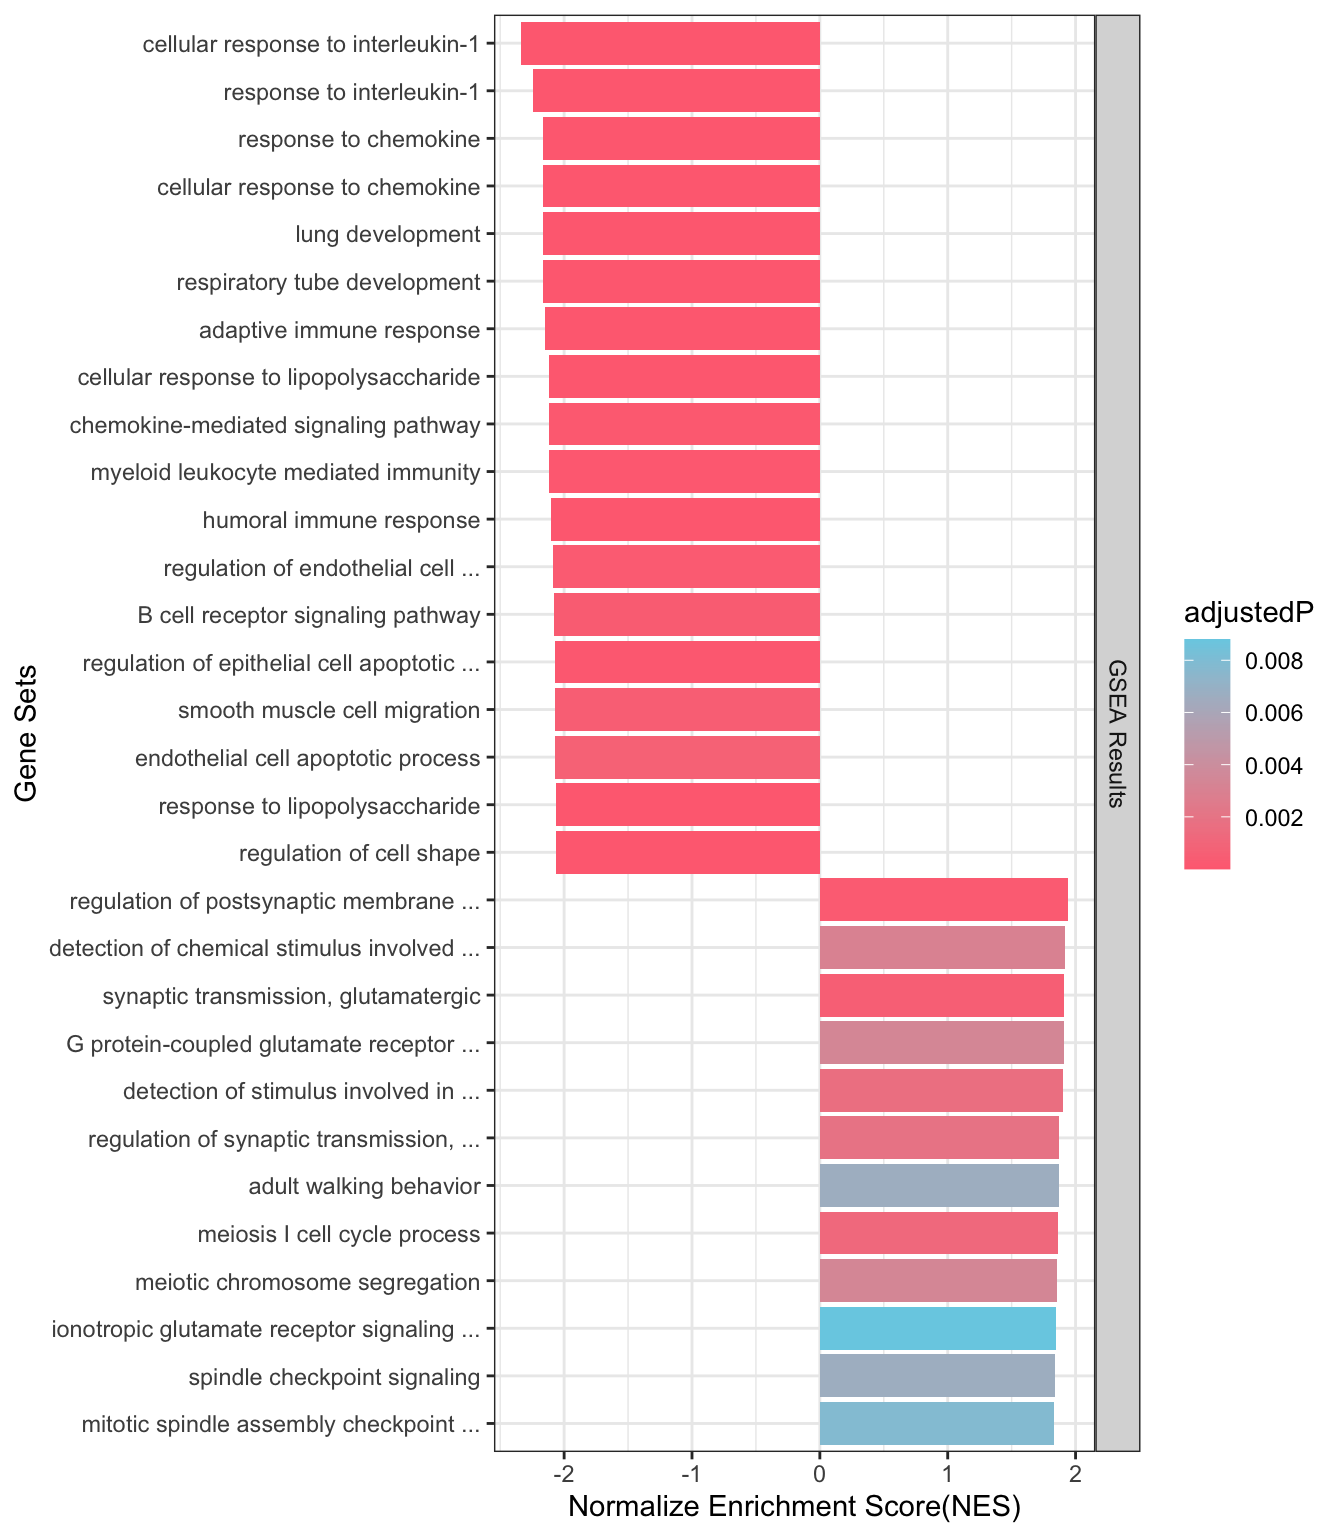 cellular response to interleukin-1
response to interleukin-1
response to chemokine
cellular response to chemokine
lung development
respiratory tube development
adaptive immune response
cellular response to lipopolysaccharide
chemokine-mediated signaling pathway
myeloid leukocyte mediated immunity
humoral immune response
regulation of endothelial cell ...
B cell receptor signaling pathway
regulation of epithelial cell apoptotic ...
smooth muscle cell migration
endothelial cell apoptotic process
response to lipopolysaccharide
regulation of cell shape
regulation of postsynaptic membrane ...
detection of chemical stimulus involved ...
synaptic transmission, glutamatergic
G protein-coupled glutamate receptor ...
detection of stimulus involved in ...
regulation of synaptic transmission, ...
adult walking behavior
meiosis I cell cycle process
meiotic chromosome segregation
ionotropic glutamate receptor signaling ...
spindle checkpoint signaling
mitotic spindle assembly checkpoint ...
Gene Sets
-2 -1 0 1 2
Normalize Enrichment Score(NES)
GSEA Results
adjustedP
0.008
0.006
0.004
0.002